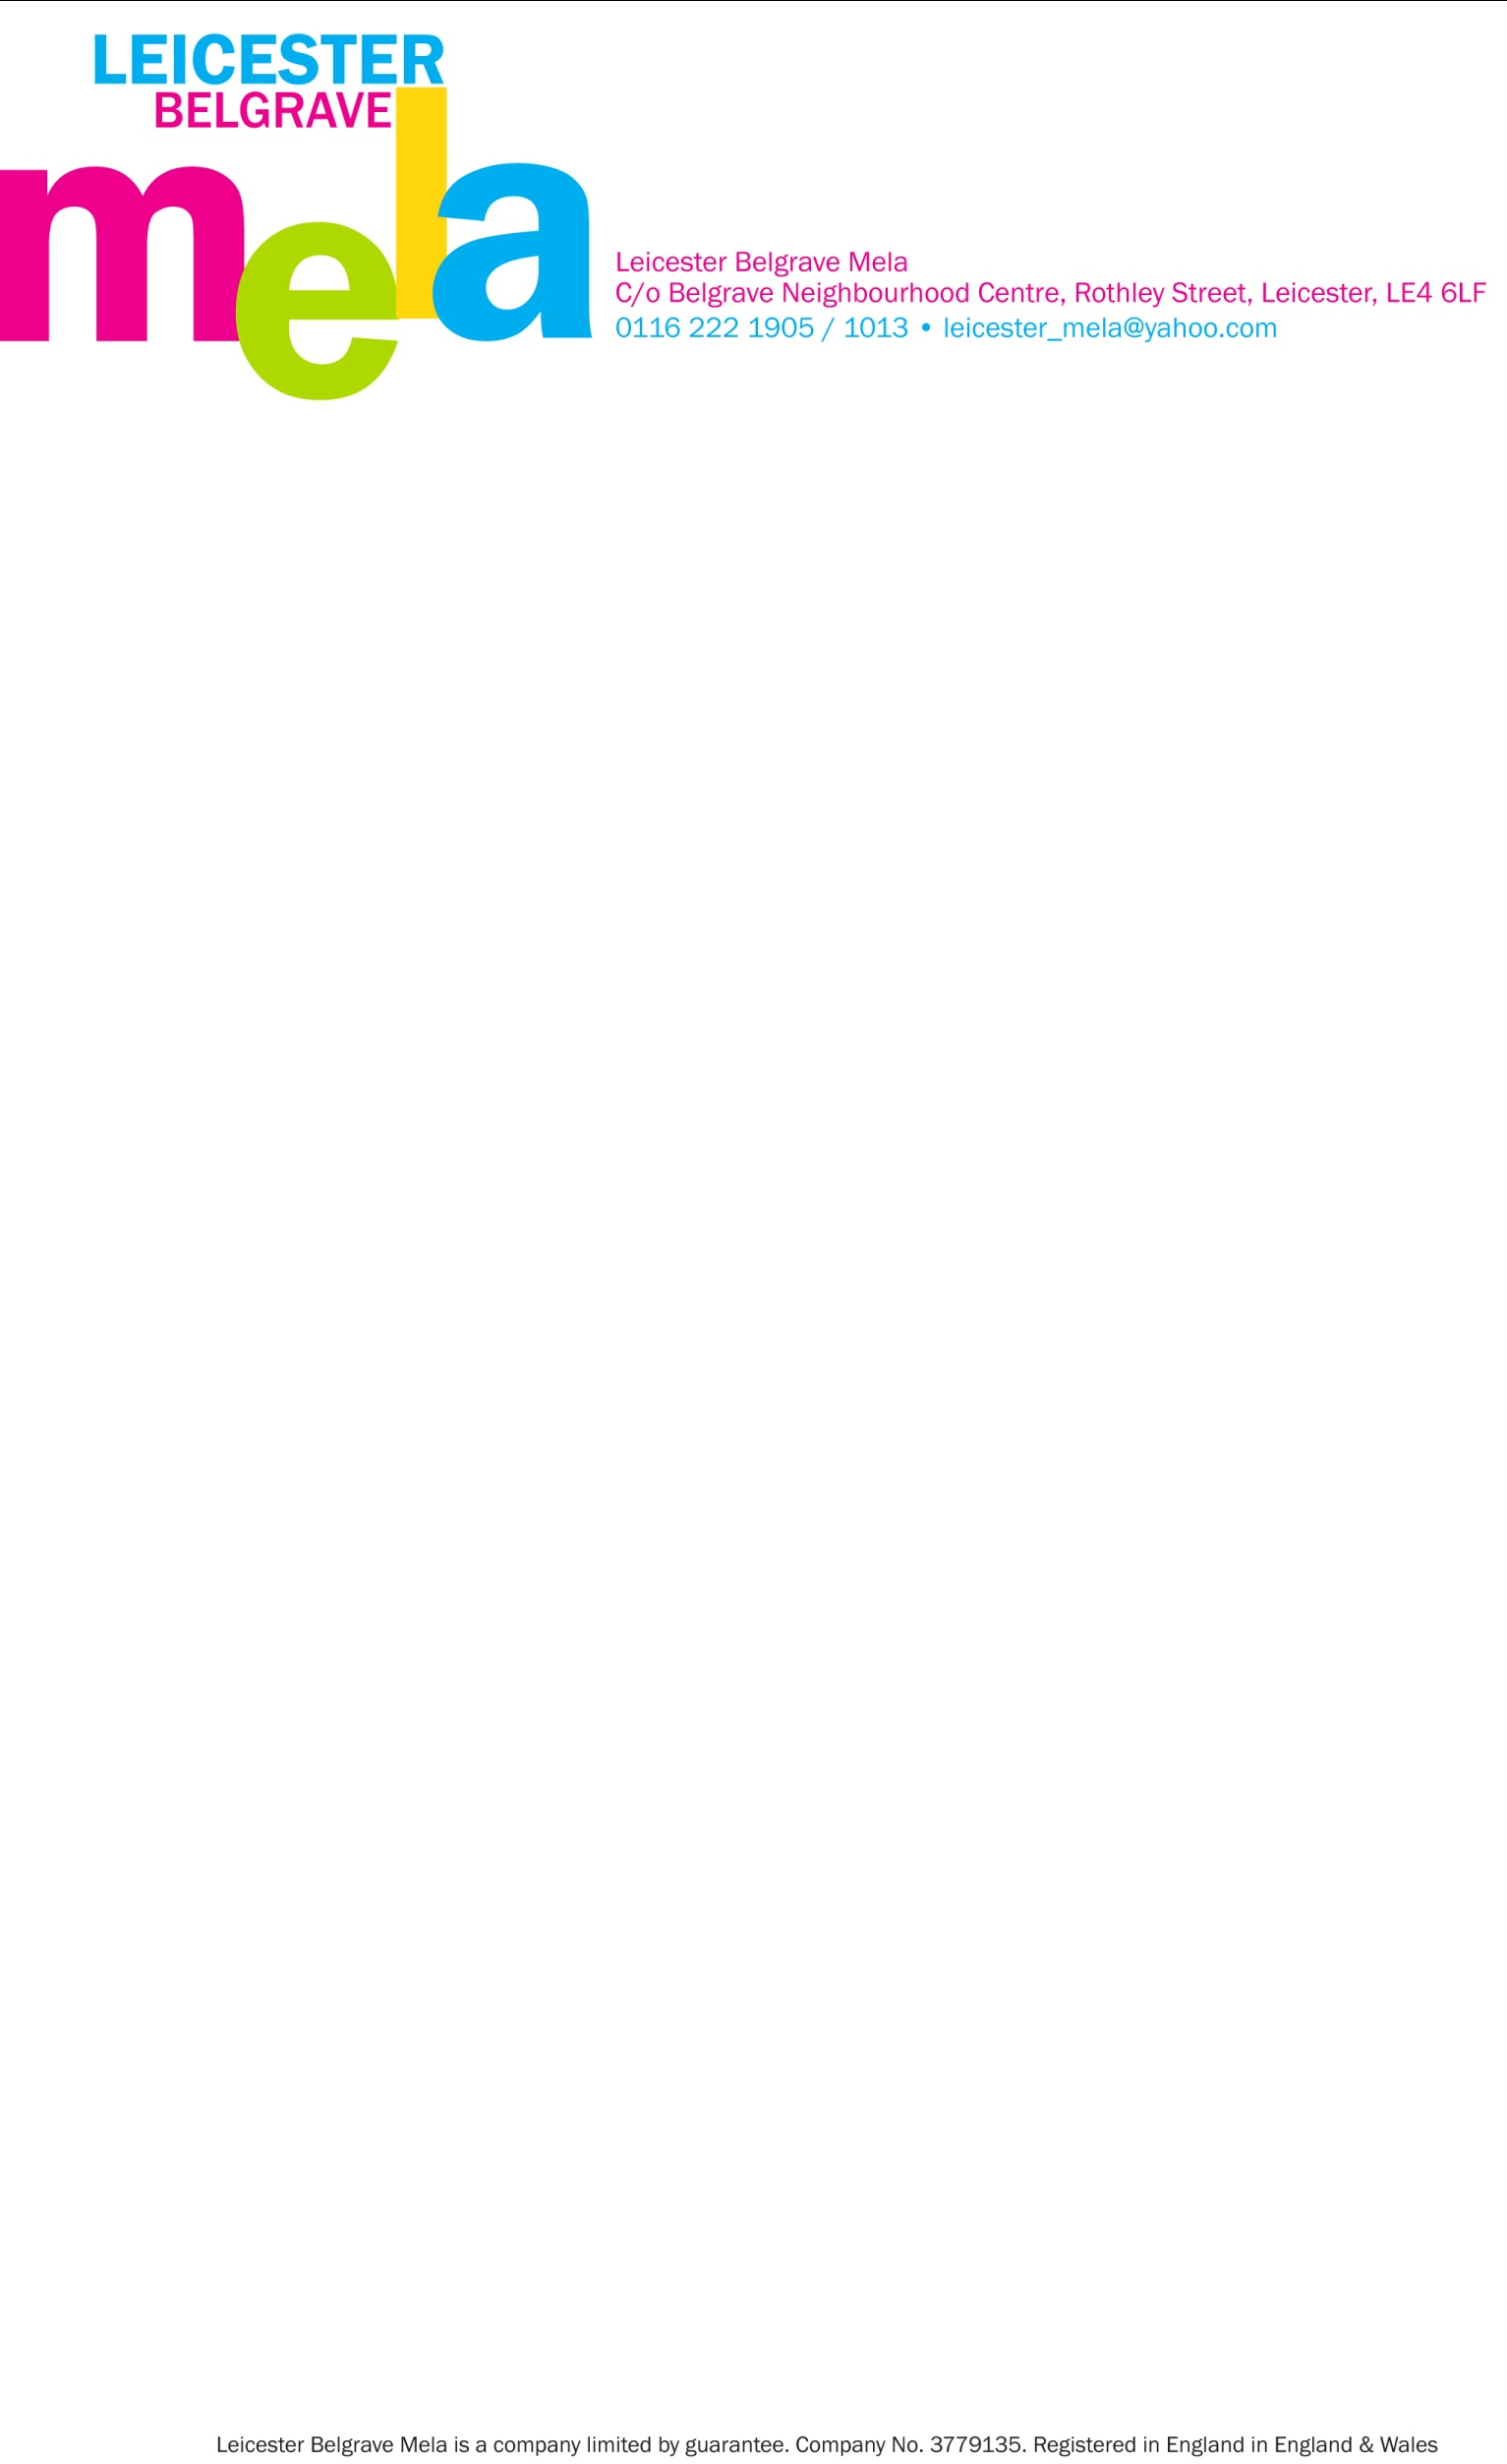 LEICESTER
BELGRAVE
mela
Leicester Belgrave Mela
C/o Belgrave Neighbourhood Centre, Rothley Street, Leicester, LE4 6LF
0116 222 1905 / 1013 • leicester_mela@yahoo.com
Leicester Belgrave Mela is a company limited by guarantee. Company No. 3779135. Registered in England in England & Wales